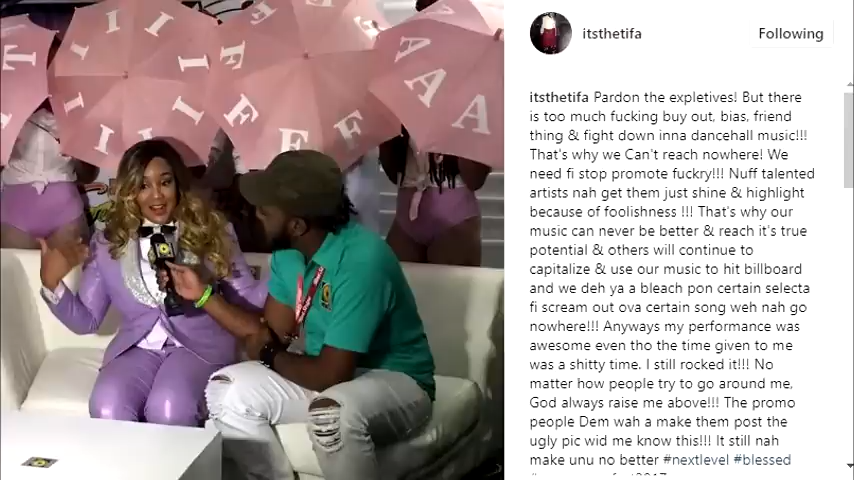 T I I I I I I F F F F F A A A A
itsthetifa
Following
itsthetifa Pardon the expletives! But there
is too much fucking buy out, bias, friend
thing & fight down inna dancehall music!!!
That's why we Can't reach nowhere! We
need fi stop promote fuckry!!! Nuff talented
artists nah get them just shine & highlight
because of foolishness !!! That's why our
music can never be better & reach it's true
potential & others will continue to
capitalize & use our music to hit billboard
and we deh ya a bleach pon certain selecta
fi scream out ova certain song weh nah go
nowhere!!! Anyways my performance was
awesome even tho the time given to me
was a shitty time. I still rocked it!!! No
matter how people try to go around me,
God always raise me above!!! The promo
people Dem wah a make them post the
ugly pic wid me know this!!! It still nah
make unu no better #nextlevel #blessed